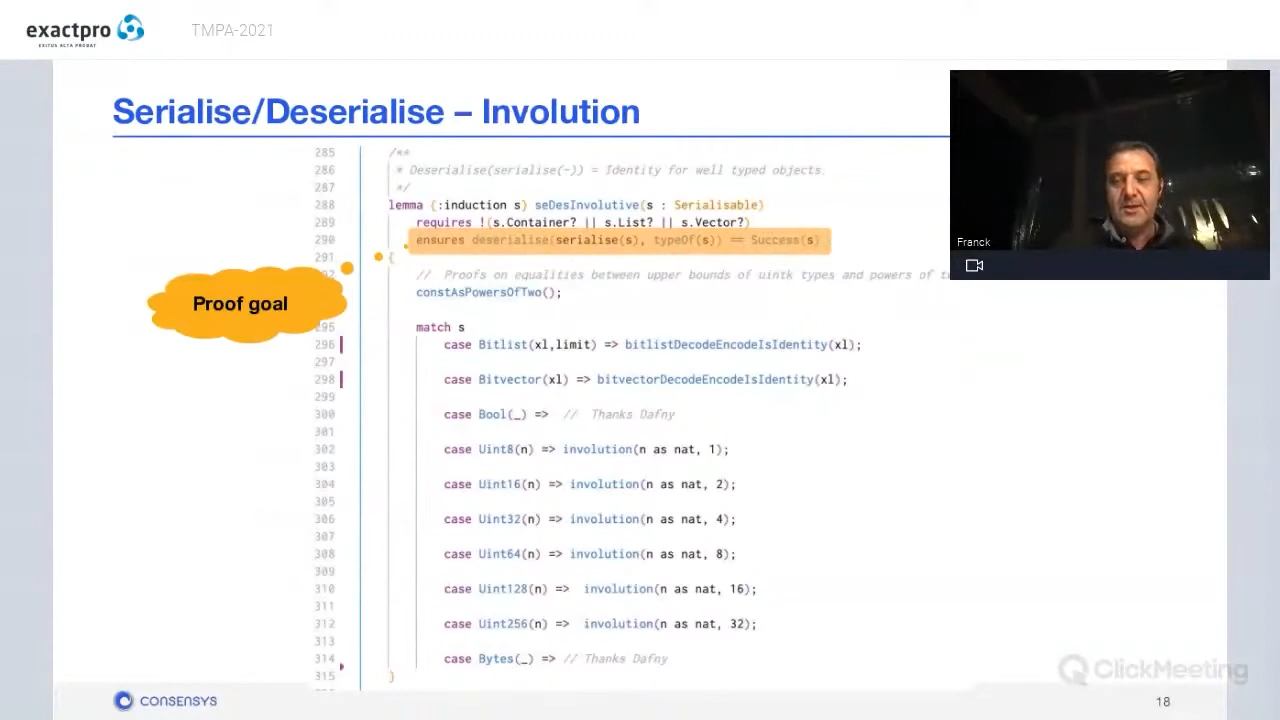 exactpro
EXITUS ACTA PROBAT
TMPA-2021
Serialise/Deserialise – Involution
Franck
285 /**
286 * Deserialise(serialise(-)) = Identity for well typed objects.
287 */
288 lemma {:induction s} seDesInvolutive(s : Serialisable)
289 requires !(s.Container? || s.List? || s.Vector?)
290 ensures deserialise(serialise(s), typeOf(s)) == Success(s)
291 {
// Proofs on equalities between upper bounds of uintk types and powers of
constAsPowersOfTwo();
Proof goal
295 match s
296 case Bitlist(xl,limit) => bitlistDecodeEncodeIsIdentity(xl);
297
298 case Bitvector(xl) => bitvectorDecodeEncodeIsIdentity(xl);
299
300 case Bool(_) => // Thanks Dafny
301
302 case Uint8(n) => involution(n as nat, 1);
303
304 case Uint16(n) => involution(n as nat, 2);
305
306 case Uint32(n) => involution(n as nat, 4);
307
308 case Uint64(n) => involution(n as nat, 8);
309
310 case Uint128(n) => involution(n as nat, 16);
311
312 case Uint256(n) => involution(n as nat, 32);
313
314 case Bytes(_) => // Thanks Dafny
315 }
ClickMeeting
CONSENSYS
18